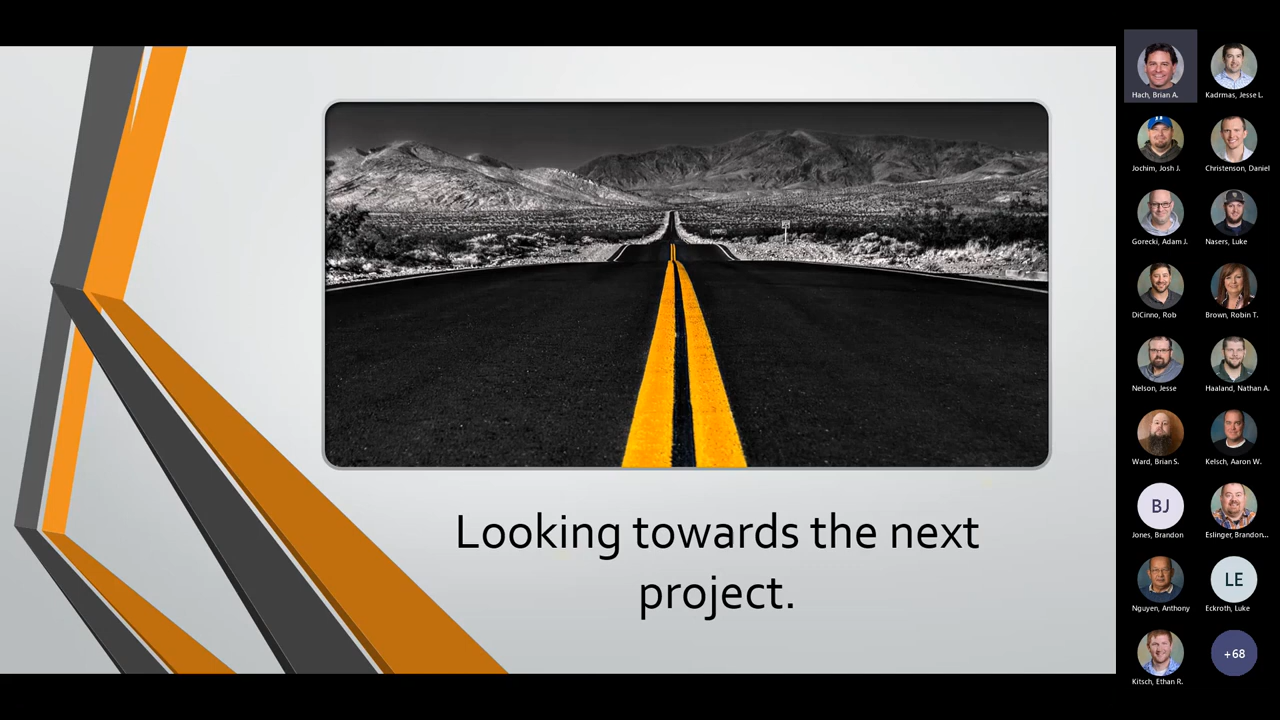 Looking towards the next
project.
Hach, Brian A.
Kadrmas, Jesse L.
Jochim, Josh J.
Christenson, Daniel
Gorecki, Adam J.
Nasers, Luke
DiCinno, Rob
Brown, Robin T.
Nelson, Jesse
Haaland, Nathan A.
Ward, Brian S.
Kelsch, Aaron W.
BJ
Jones, Brandon
Eslinger, Brandon...
Nguyen, Anthony
LE
Eckroth, Luke
Kitsch, Ethan R.
+68